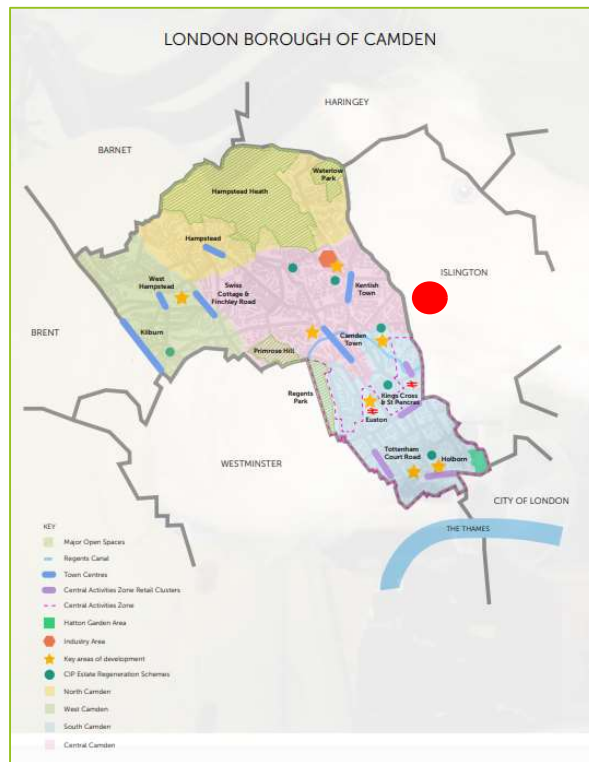 LONDON BOROUGH OF CAMDEN
HARINGEY
BARNET
Waterlow
Park
Hampstead Heath
Hampstead
ISLINGTON
West
Hampstead
Swiss
Cottage &
Finchley Road
Kentish
Town
BRENT
Kilburn
Camden
Town
Primrose Hill
Regents
Park
Kings Cross
& St Pancras
Euston
Tottenham
Court Road
Holborn
WESTMINSTER
CITY OF LONDON
THE THAMES
KEY
Major Open Spaces
Regents Canal
Town Centres
Central Activities Zone Retail Clusters
Central Activities Zone
Hatton Garden Area
Industry Area
Key areas of development
CIP Estate Regeneration Schemes
North Camden
West Camden
South Camden
Central Camden